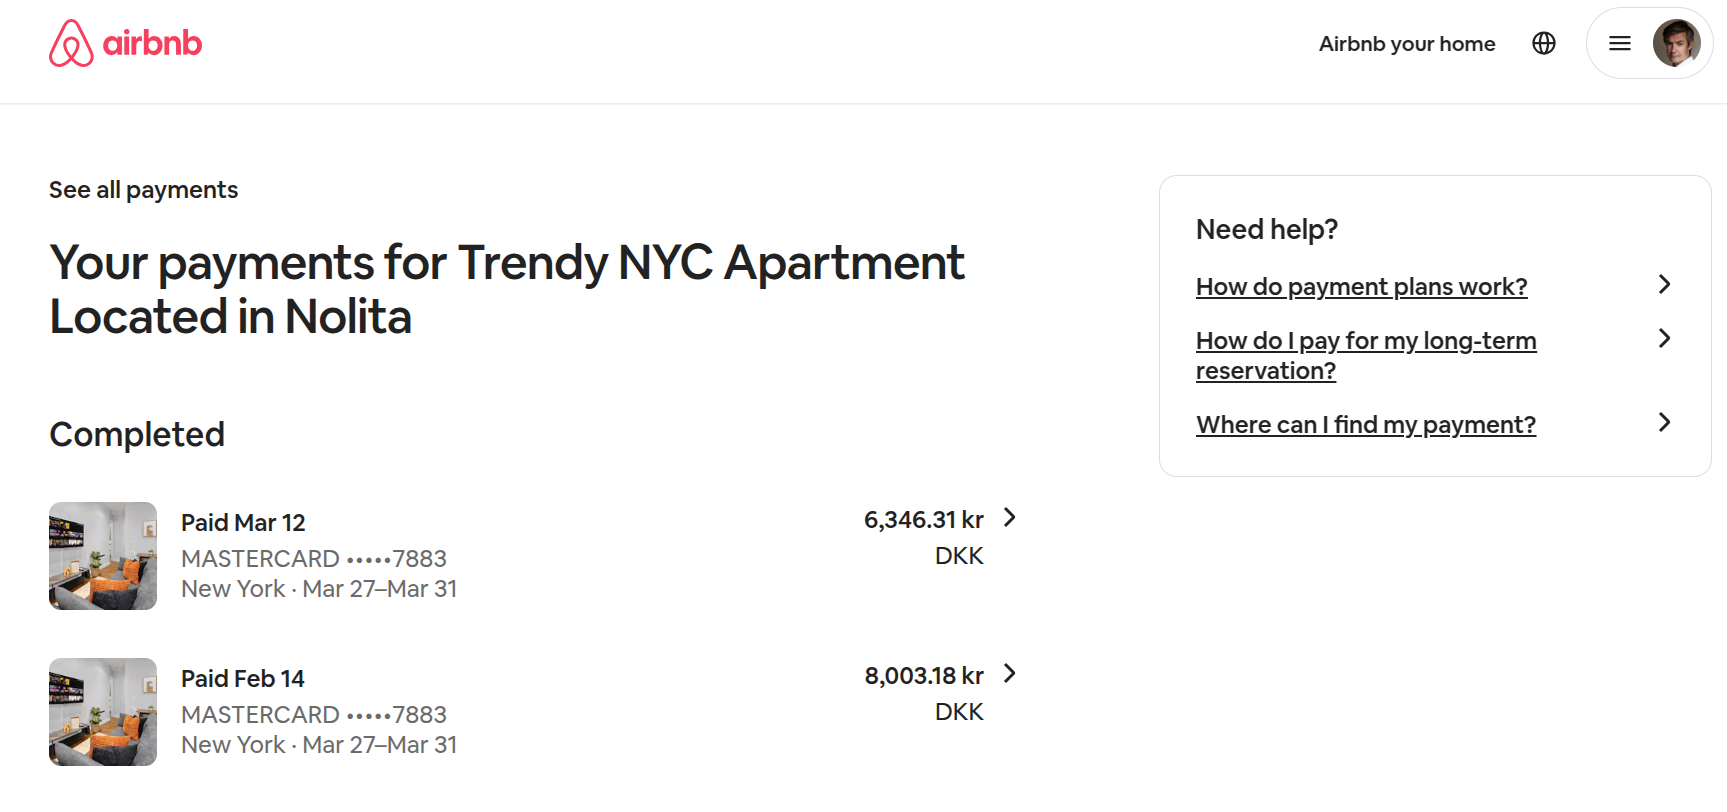 airbnb
Airbnb your home
See all payments
Your payments for Trendy NYC Apartment
Located in Nolita
Completed
Paid Mar 12
MASTERCARD •••••7883
New York · Mar 27–Mar 31
6,346.31 kr
DKK
Paid Feb 14
MASTERCARD •••••7883
New York · Mar 27–Mar 31
8,003.18 kr
DKK
Need help?
How do payment plans work?
How do I pay for my long-term
reservation?
Where can I find my payment?